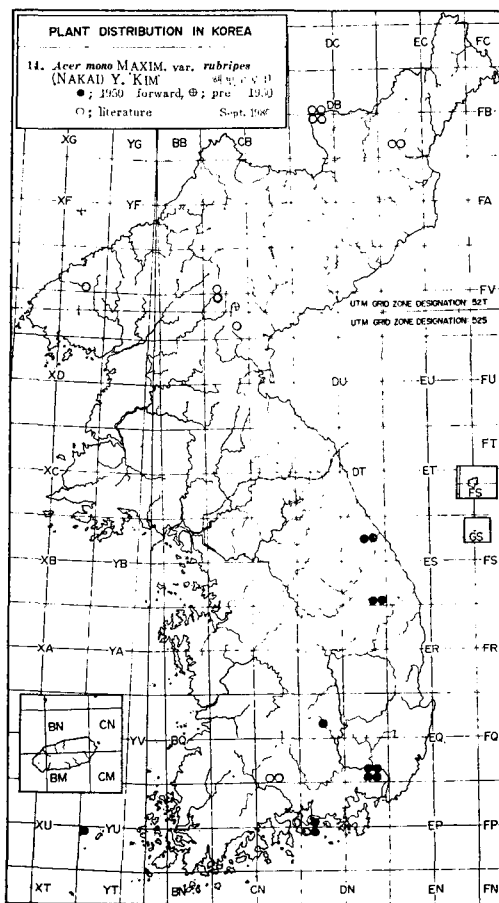 PLANT DISTRIBUTION IN KOREA
14. Acer mono MAXIM. var. rubripes
(NAKAI) Y. KIM
●; 1950 forward, ⊕; pre 1950
○; literature Sept. 1986
DC EC FC
DB FB
XG YG BB CB
FA
XF YF
FV
UTM GRID ZONE DESIGNATION 52T
UTM GRID ZONE DESIGNATION 52S
XD DU EU FU
FT
XC DT ET
FS
GS
XB YB ES FS
XA YA ER FR
BN CN
YV BQ EQ FQ
BM CM
XU YU EP FP
XT YT BN CN DN EN FN